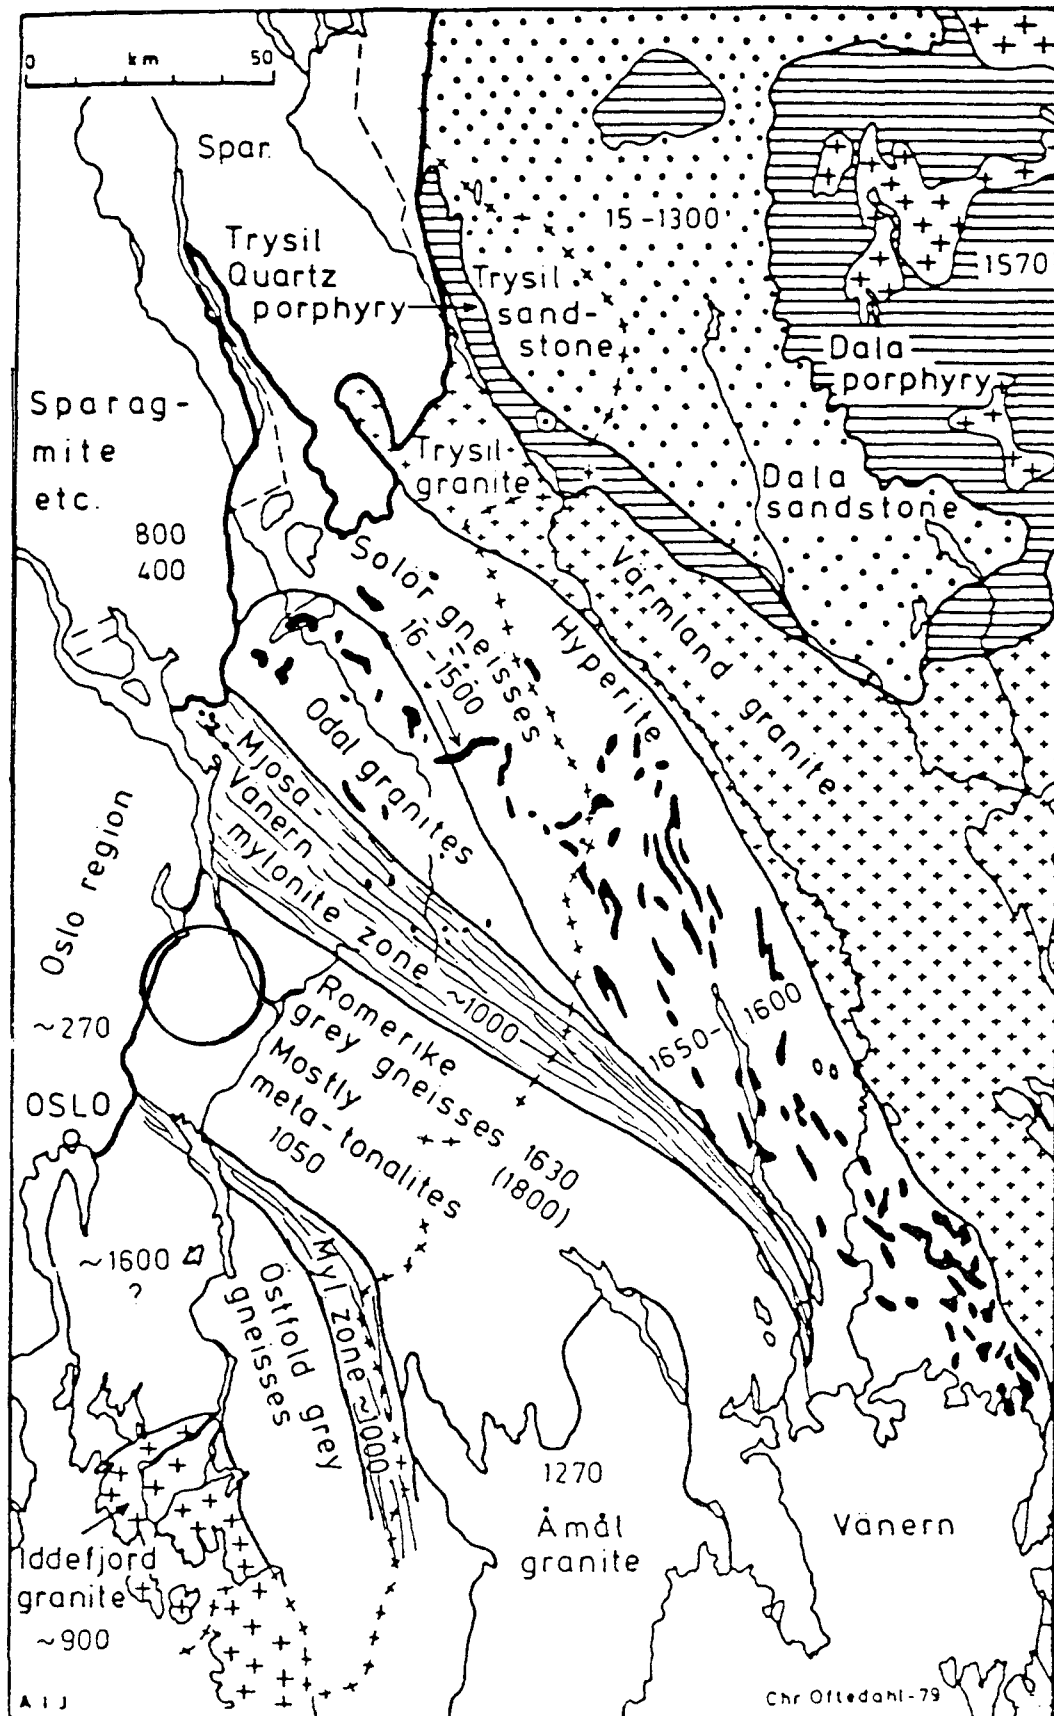 0 km 50
Spar.
Trysil
Quartz
porphyry
Trysil
sand-
stone
15-1300
1570
Dala
porphyry
Sparag-
mite
etc.
800
400
Trysil-
granite
Dala
sandstone
Solör gneisses
16-1500
Värmland granite
Hyperite
Odal granites
Mjosa-
Vänern
mylonite zone ~1000
Oslo region
~270
OSLO
Romerike
grey gneisses 1630
(1800)
Mostly
meta-tonalites
1050
1650-1600
~1600
?
Östfold grey
gneisses
Myl zone ~1000
Iddefjord
granite
~900
1270
Åmål
granite
Vänern
A I J
Chr Oftedahl-79